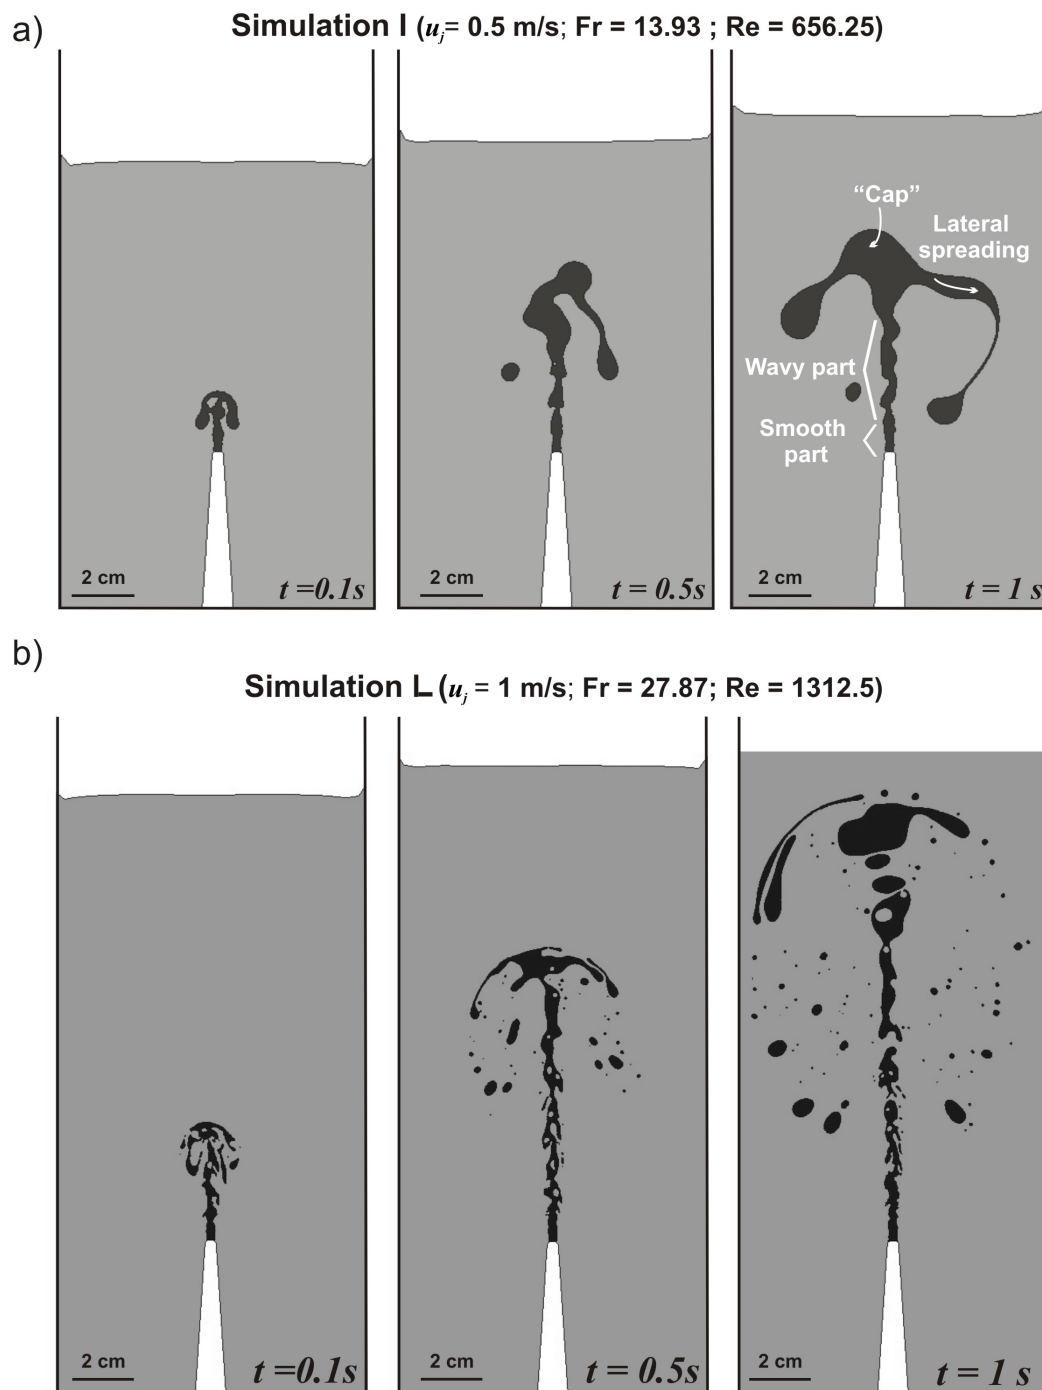 a)
Simulation I (uj= 0.5 m/s; Fr = 13.93 ; Re = 656.25)
“Cap”
Lateral
spreading
Wavy part
Smooth
part
2 cm
t =0.1s
2 cm
t = 0.5s
2 cm
t = 1 s
b)
Simulation L (uj = 1 m/s; Fr = 27.87; Re = 1312.5)
2 cm
t =0.1s
2 cm
t = 0.5s
2 cm
t = 1 s